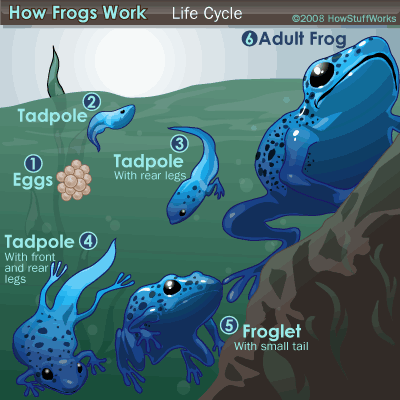 How Frogs Work Life Cycle
©2008 HowStuffWorks
6 Adult Frog
2
Tadpole
3
Tadpole
With rear legs
1
Eggs
Tadpole 4
With front
and rear
legs
5 Froglet
With small tail